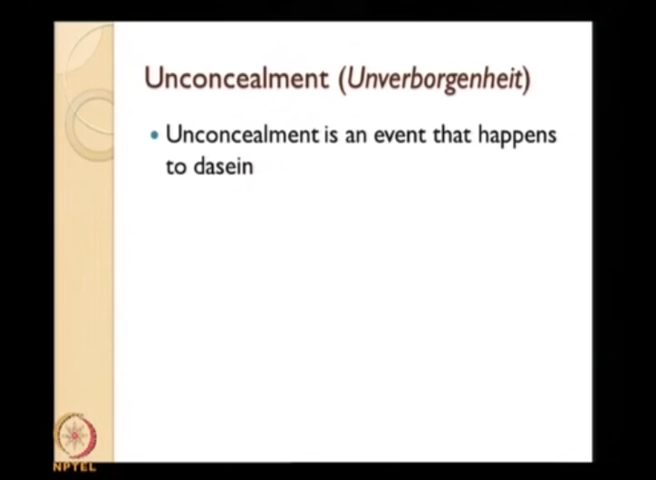 Unconcealment (Unverborgenheit)
• Unconcealment is an event that happens
to dasein
NPTEL